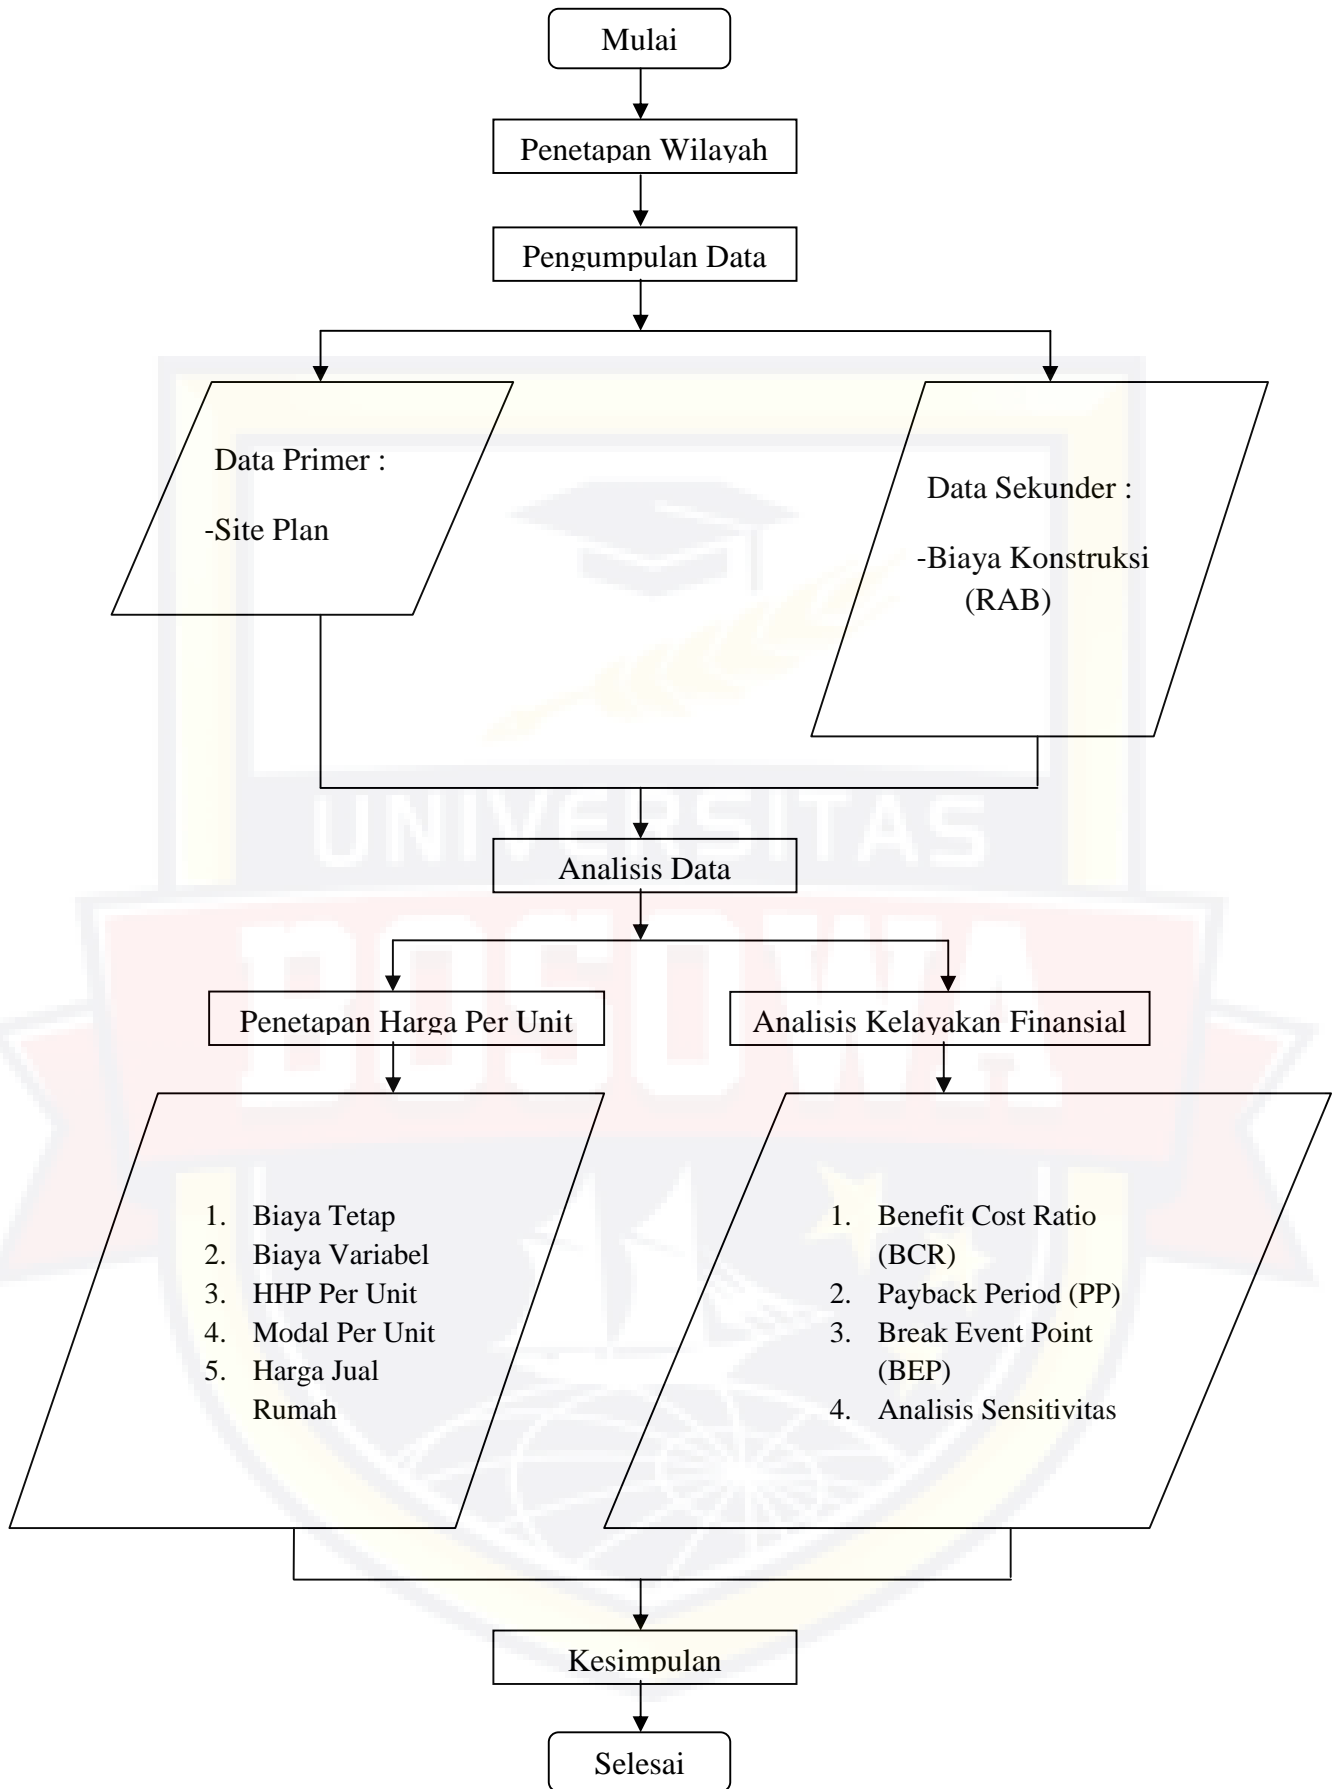 Mulai
Penetapan Wilayah
Pengumpulan Data
Data Primer :
-Site Plan
Data Sekunder :
-Biaya Konstruksi
(RAB)
UNIVERSITAS
Analisis Data
BOSOWA
Penetapan Harga Per Unit
Analisis Kelayakan Finansial
1. Biaya Tetap
2. Biaya Variabel
3. HHP Per Unit
4. Modal Per Unit
5. Harga Jual
Rumah
1. Benefit Cost Ratio
(BCR)
2. Payback Period (PP)
3. Break Event Point
(BEP)
4. Analisis Sensitivitas
Kesimpulan
Selesai